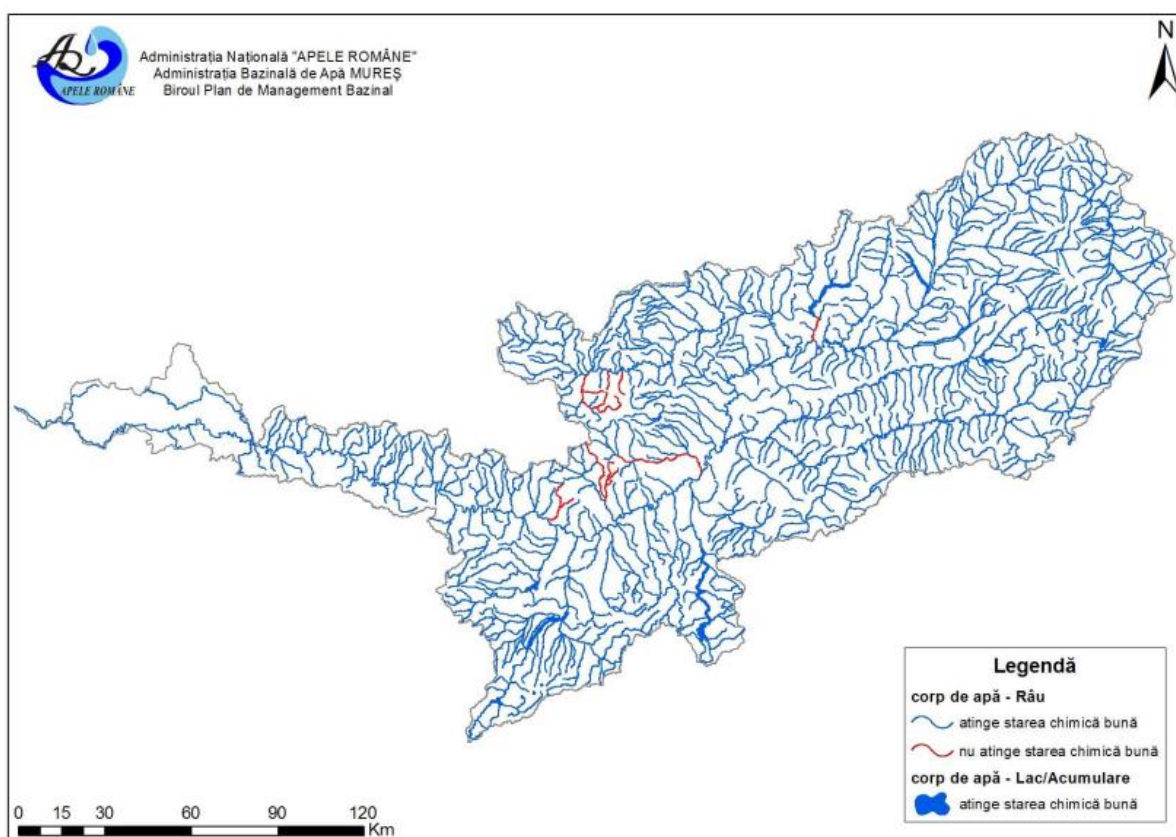 Administrația Națională "APELE ROMÂNE"
Administrația Bazinală de Apă MUREȘ
Biroul Plan de Management Bazinal
APELE ROMÂNE
N
Legendă
corp de apă - Râu
atinge starea chimică bună
nu atinge starea chimică bună
corp de apă - Lac/Acumulare
atinge starea chimică bună
0 15 30 60 90 120
Km